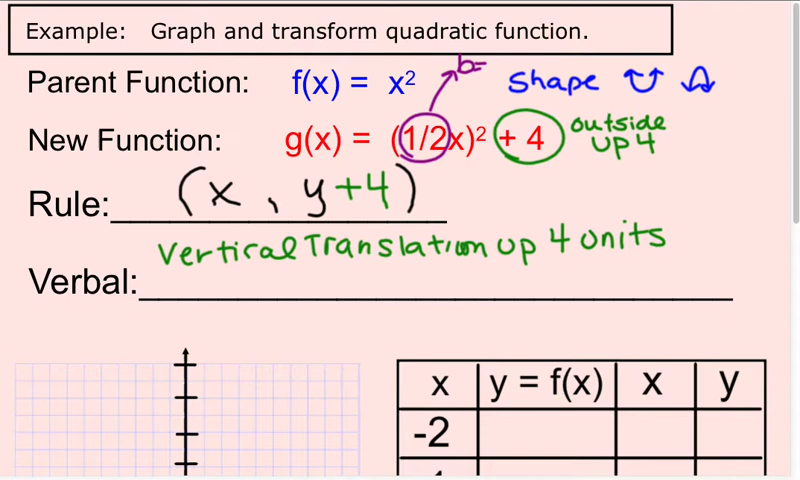 Example: Graph and transform quadratic function.
Parent Function: f(x) = x² b= Shape
New Function: g(x) = (1/2x)² + 4 outside up 4
Rule: (x, y+4)
Vertical Translation up 4 units
Verbal:
x y = f(x) x y
-2